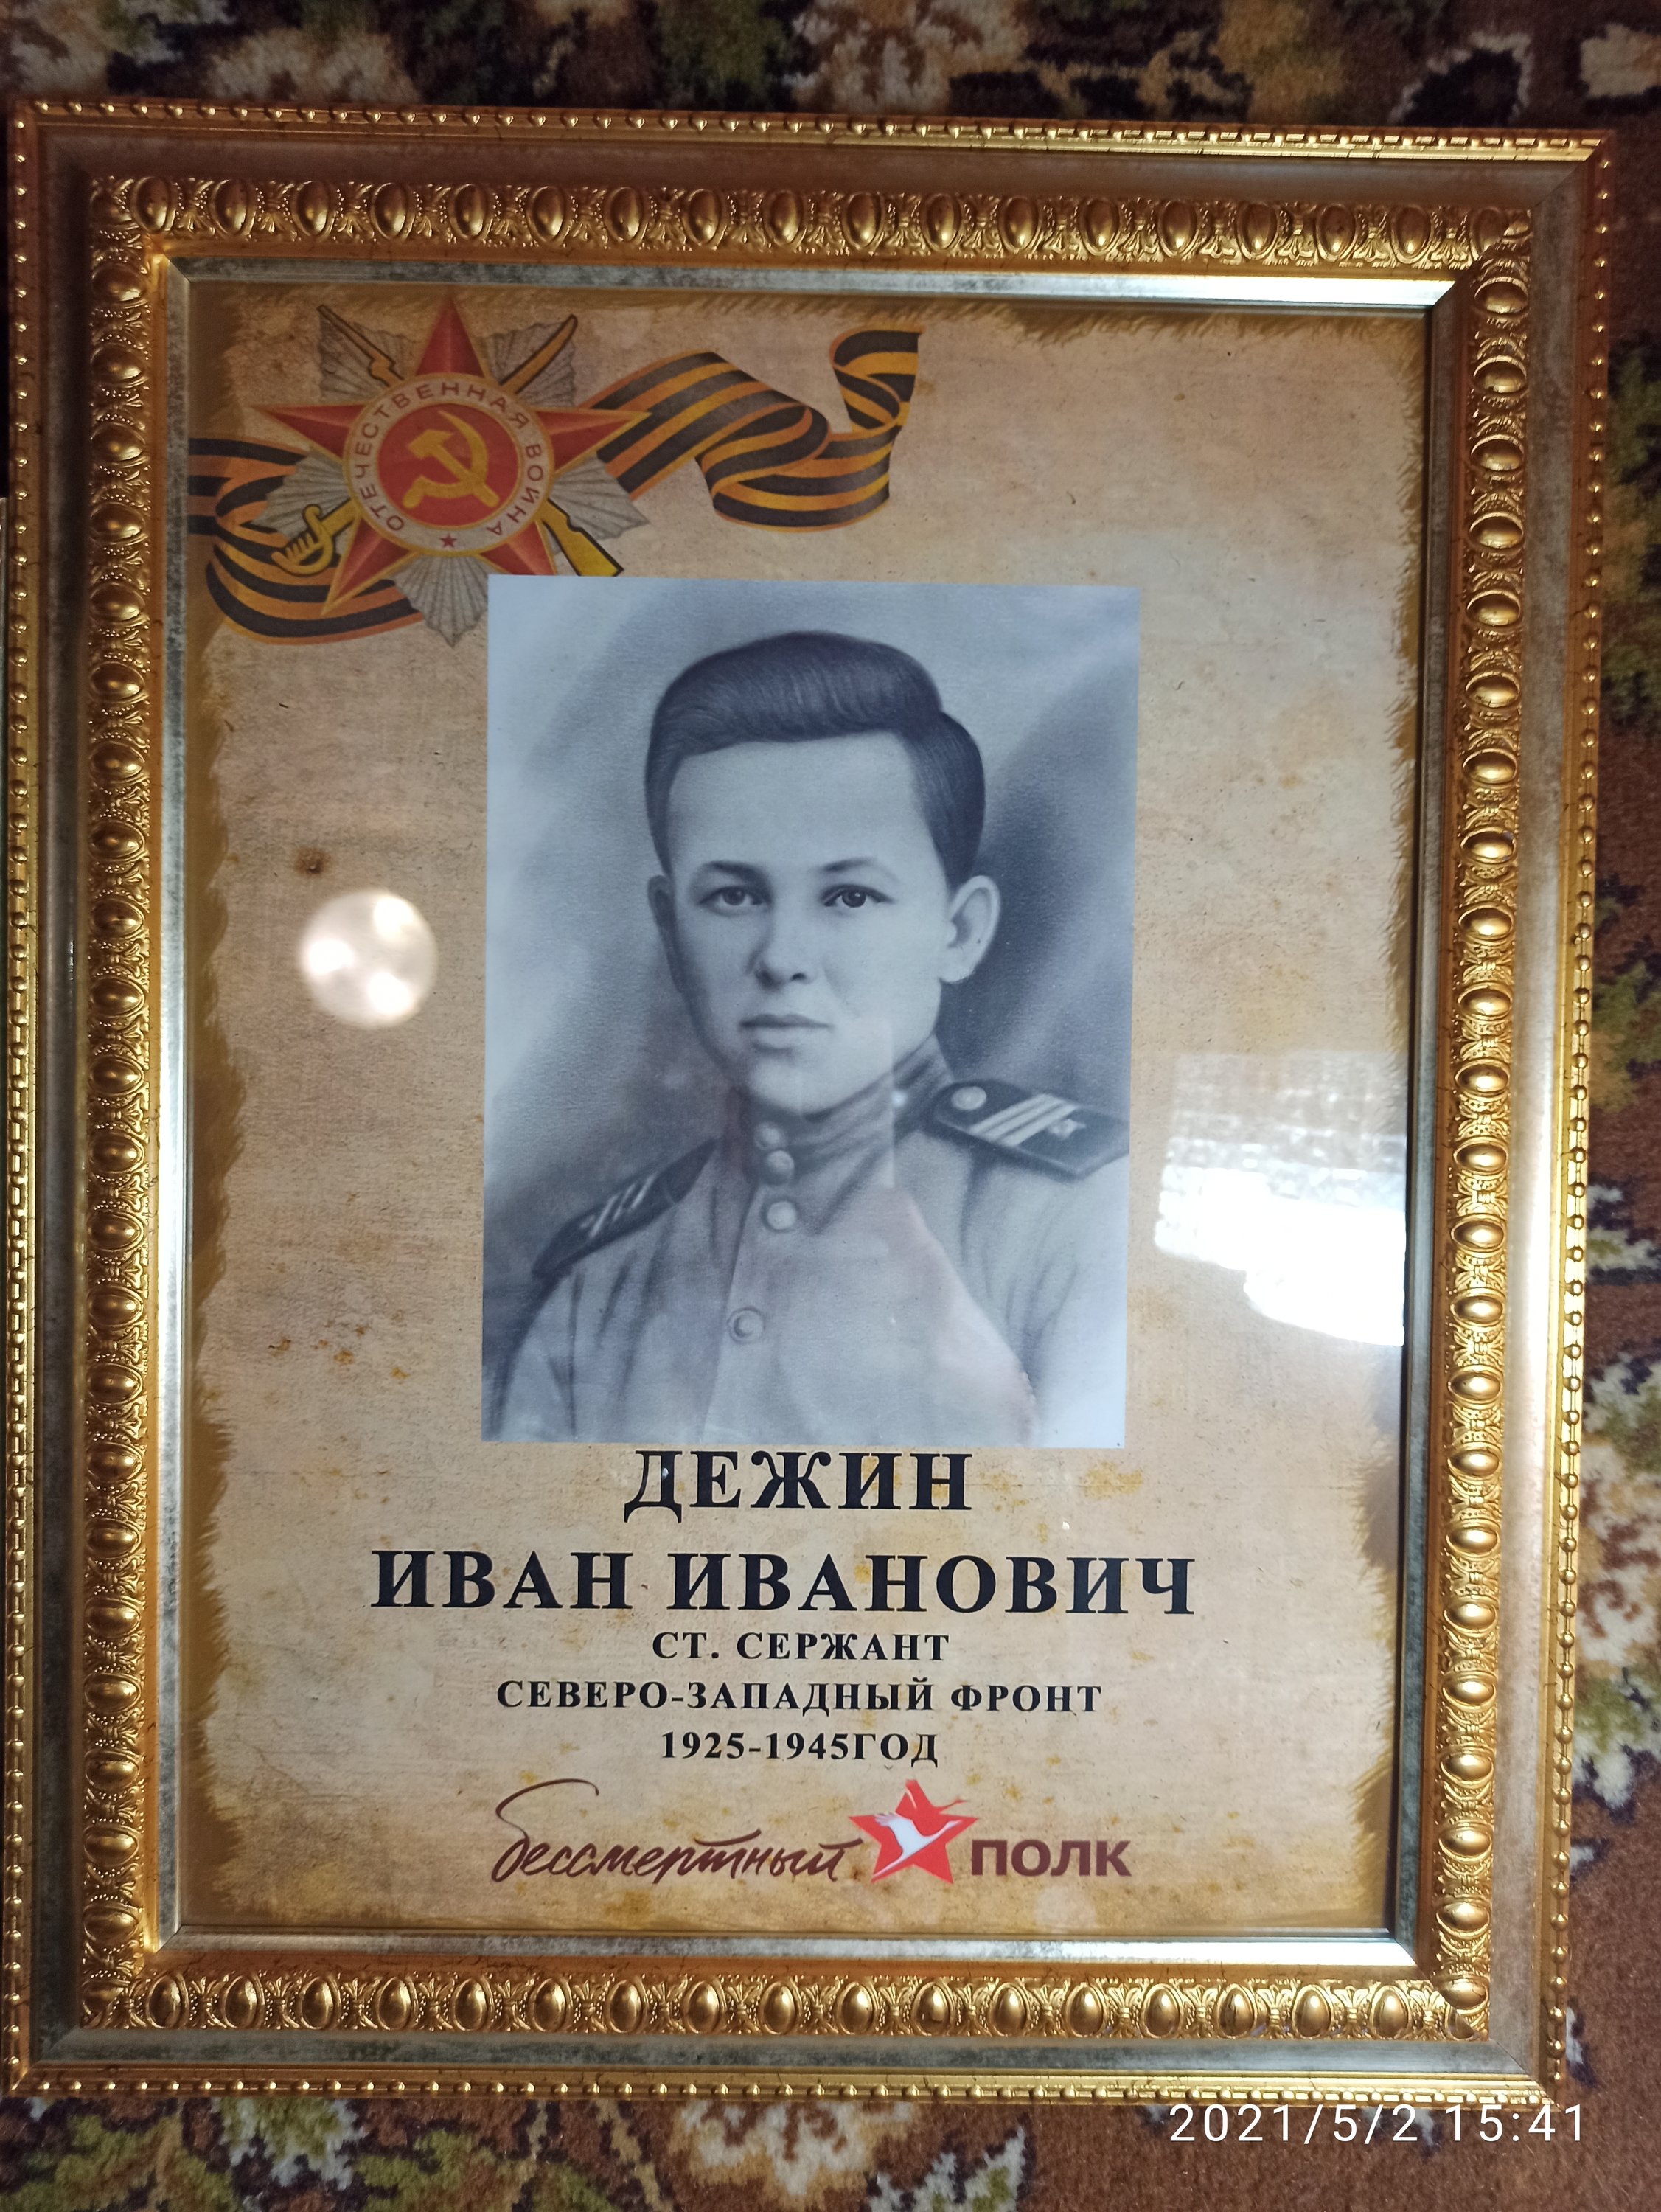 ОТЕЧЕСТВЕННАЯ ВОЙНА
ДЕЖИН
ИВАН ИВАНОВИЧ
СТ. СЕРЖАНТ
СЕВЕРО-ЗАПАДНЫЙ ФРОНТ
1925-1945ГОД
бессмертный ПОЛК
2021/5/2 15:41